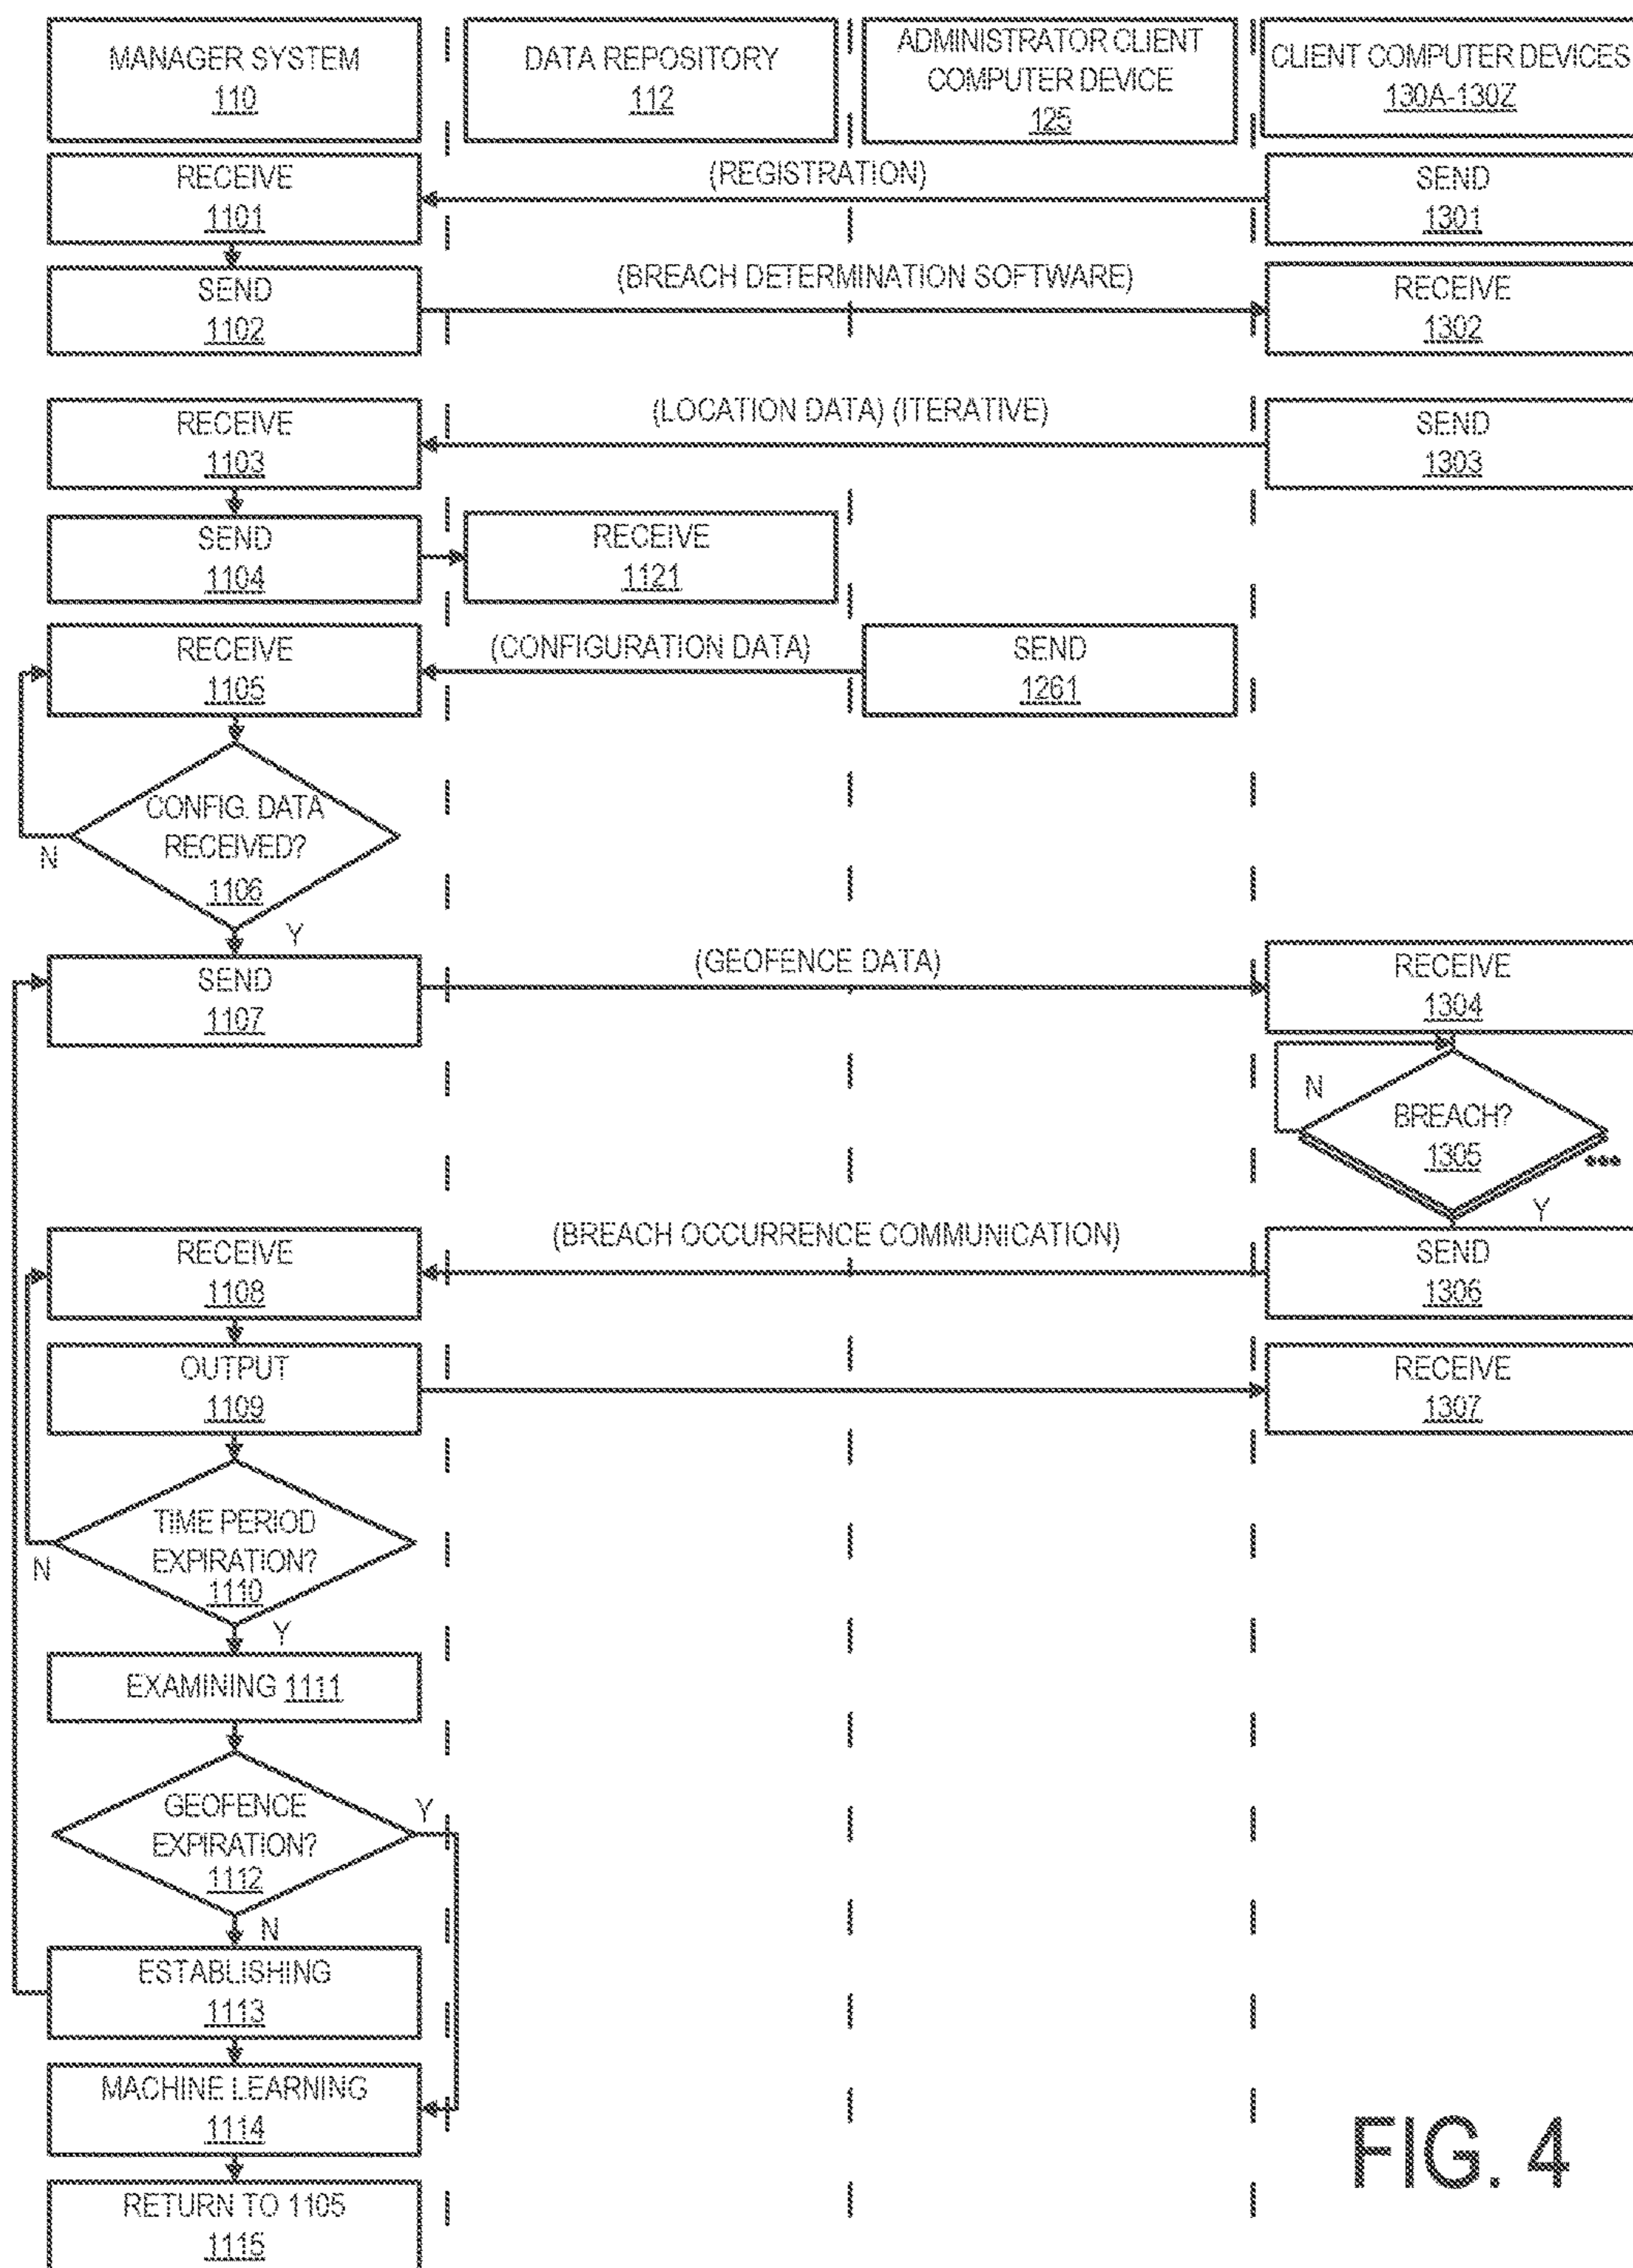 MANAGER SYSTEM
110
DATA REPOSITORY
112
ADMINISTRATOR CLIENT
COMPUTER DEVICE
125
CLIENT COMPUTER DEVICES
130A-130Z
RECEIVE
1101
(REGISTRATION)
SEND
1301
SEND
1102
(BREACH DETERMINATION SOFTWARE)
RECEIVE
1302
RECEIVE
1103
(LOCATION DATA) (ITERATIVE)
SEND
1303
SEND
1104
RECEIVE
1121
RECEIVE
1105
(CONFIGURATION DATA)
SEND
1261
CONFIG. DATA
RECEIVED?
1106
N
Y
SEND
1107
(GEOFENCE DATA)
RECEIVE
1304
N
BREACH?
1305
Y
RECEIVE
1108
(BREACH OCCURRENCE COMMUNICATION)
SEND
1306
OUTPUT
1109
RECEIVE
1307
TIME PERIOD
EXPIRATION?
1110
N
Y
EXAMINING 1111
GEOFENCE
EXPIRATION?
1112
Y
N
ESTABLISHING
1113
MACHINE LEARNING
1114
RETURN TO 1105
1115
FIG. 4